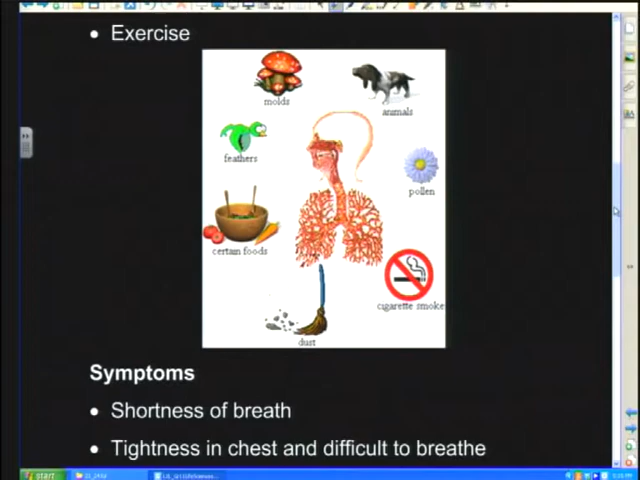 • Exercise
molds
animals
feathers
pollen
certain foods
cigarette smoke
dust
Symptoms
• Shortness of breath
• Tightness in chest and difficult to breathe
start